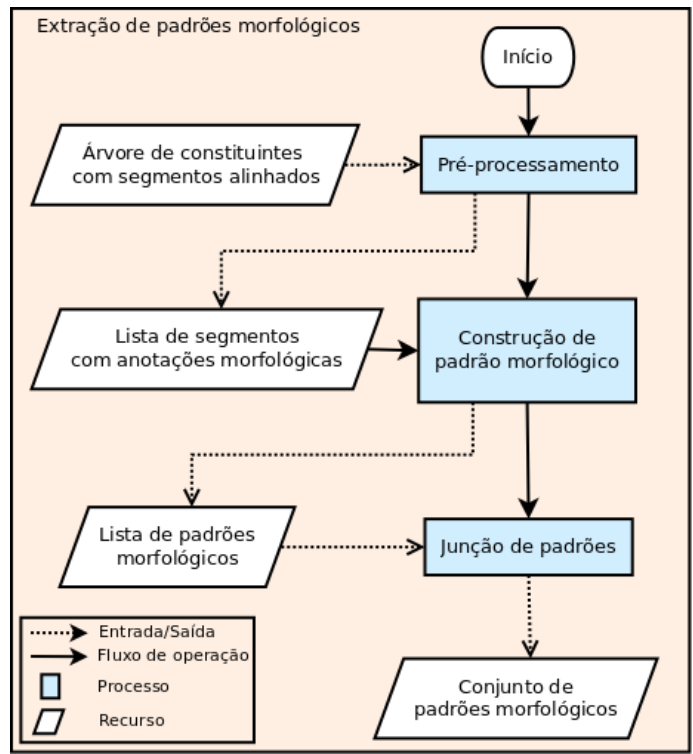 Extração de padrões morfológicos
Início
Árvore de constituintes
com segmentos alinhados
Pré-processamento
Lista de segmentos
com anotações morfológicas
Construção de
padrão morfológico
Lista de padrões
morfológicos
Junção de padrões
Entrada/Saída
Fluxo de operação
Processo
Recurso
Conjunto de
padrões morfológicos